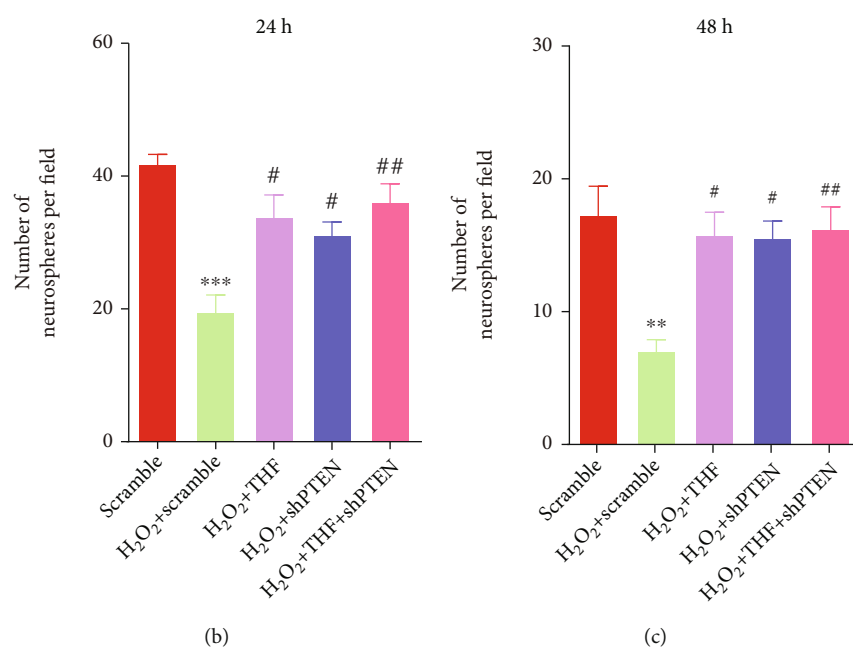 24 h
60
40
20
0
Number of
neurospheres per field
***
#
#
##
Scramble
H₂O₂+scramble
H₂O₂+THF
H₂O₂+shPTEN
H₂O₂+THF+shPTEN
(b)
48 h
30
20
10
0
Number of
neurospheres per field
**
#
#
##
Scramble
H₂O₂+scramble
H₂O₂+THF
H₂O₂+shPTEN
H₂O₂+THF+shPTEN
(c)